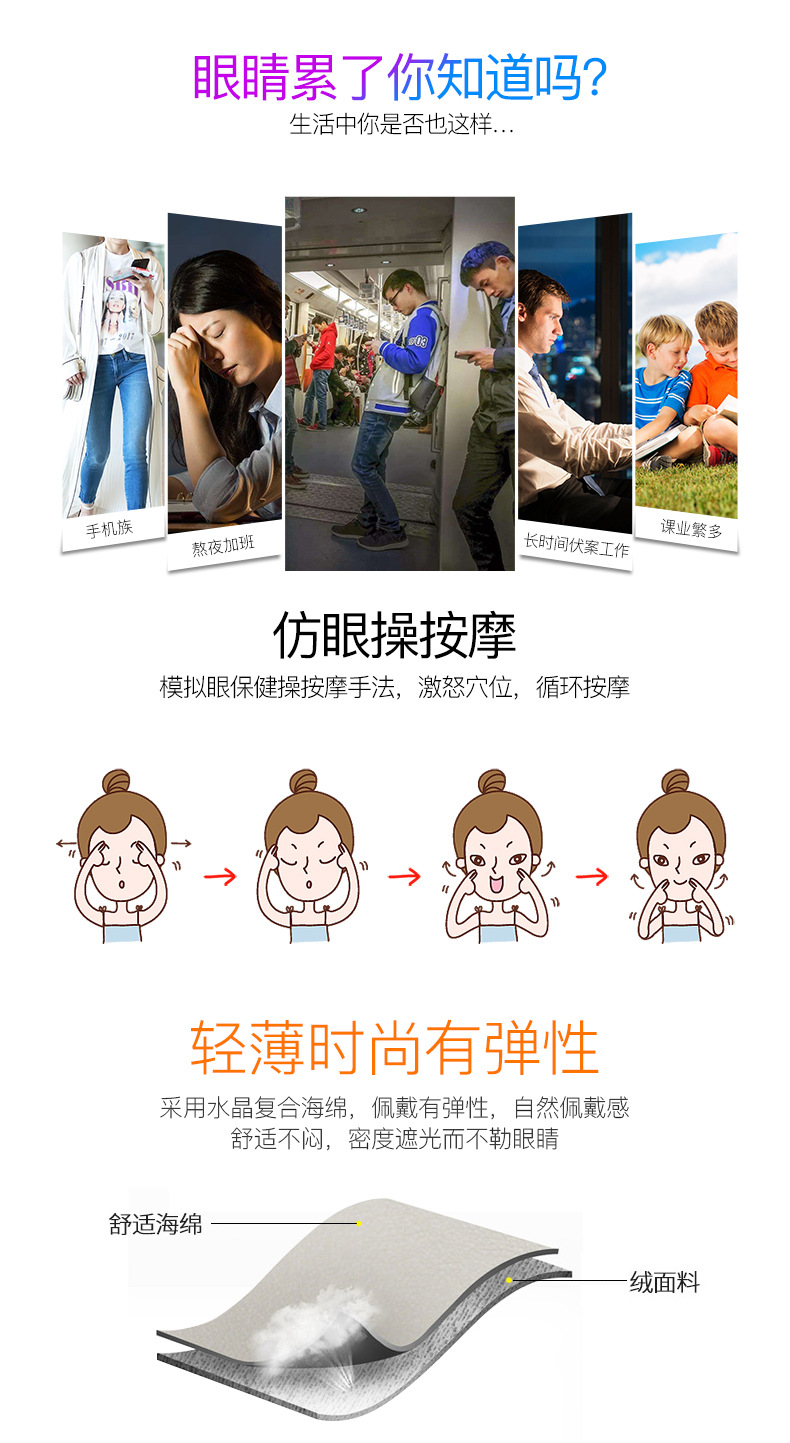 眼睛累了你知道吗？
生活中你是否也这样...
手机族
熬夜加班
03
长时间伏案工作
课业繁多
仿眼操按摩
模拟眼保健操按摩手法，激怒穴位，循环按摩
轻薄时尚有弹性
采用水晶复合海绵，佩戴有弹性，自然佩戴感
舒适不闷，密度遮光而不勒眼睛
舒适海绵
绒面料